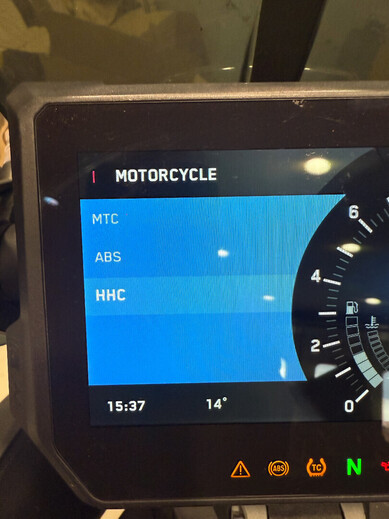 MOTORCYCLE
MTC
ABS
HHC
6
4
2
0
15:37 14°
ABS TC N